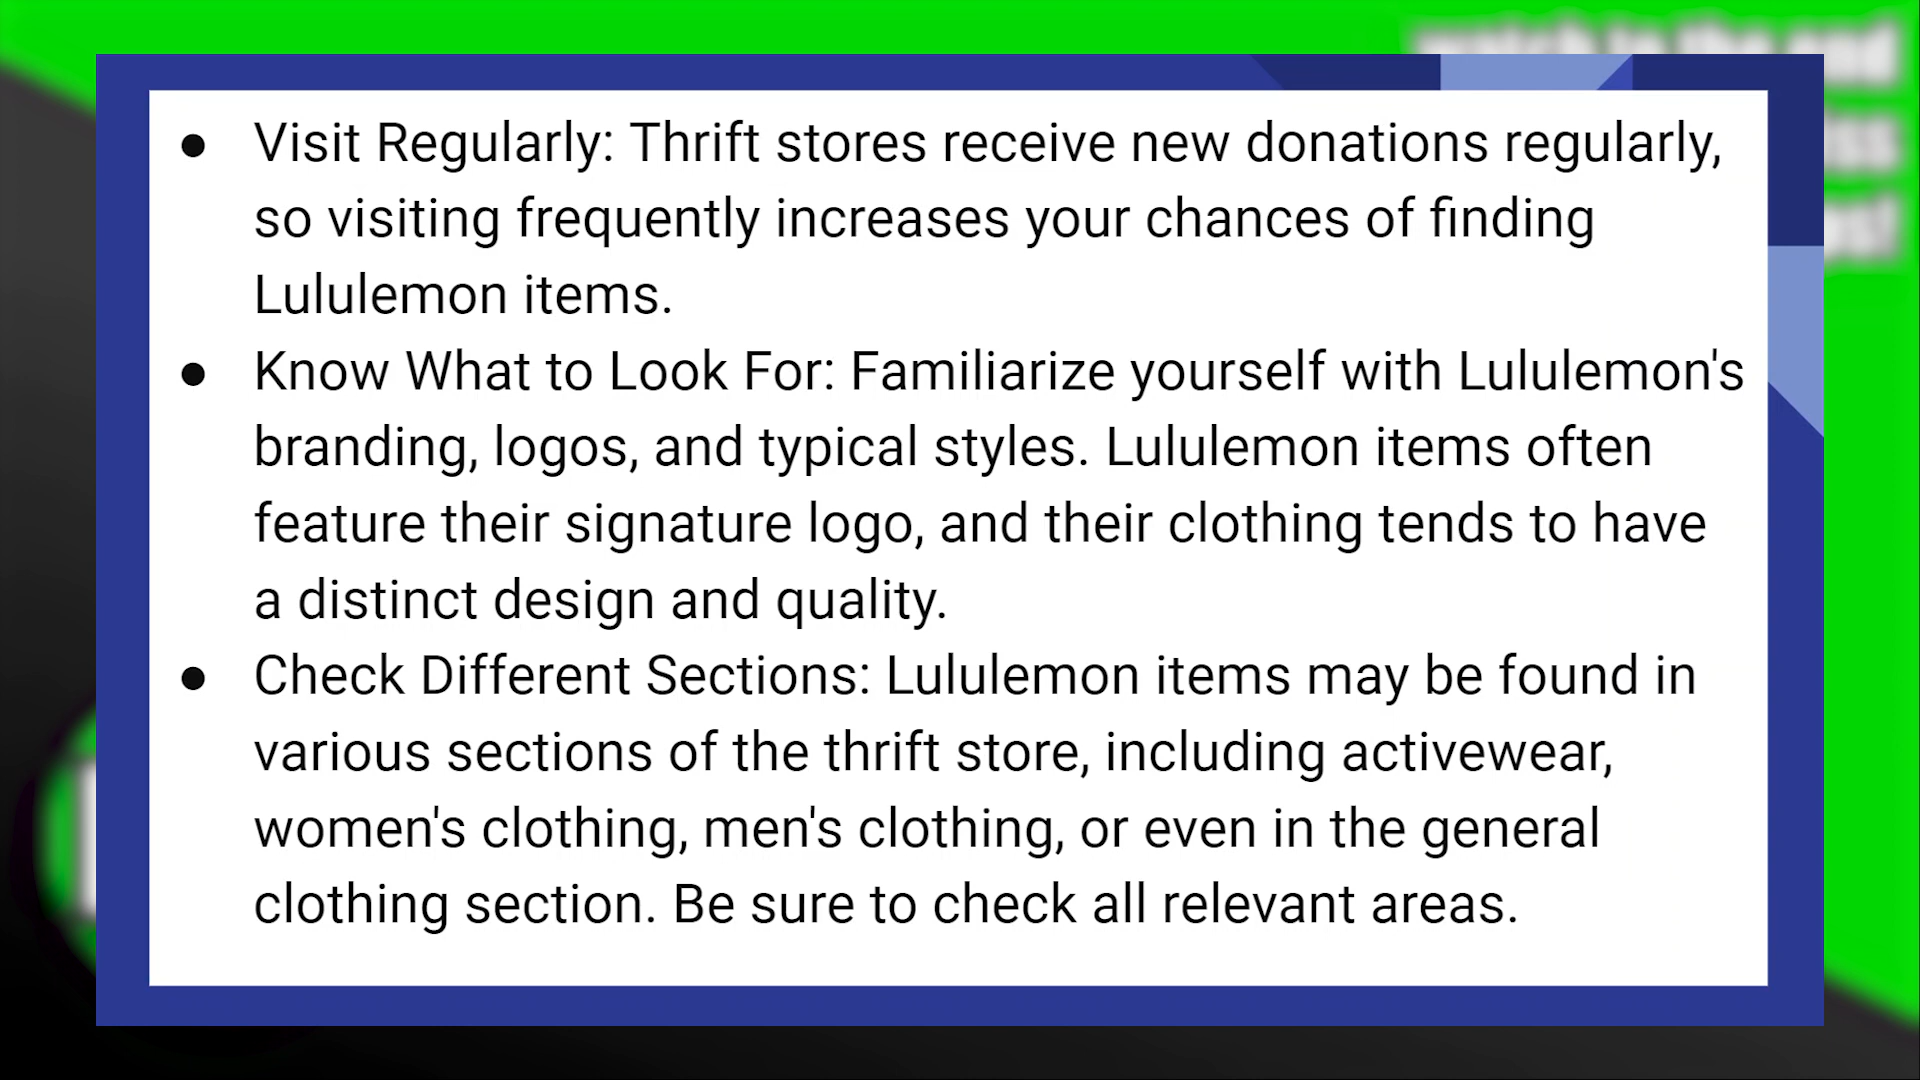 watch to the end
● Visit Regularly: Thrift stores receive new donations regularly,
so visiting frequently increases your chances of finding
Lululemon items.
● Know What to Look For: Familiarize yourself with Lululemon's
branding, logos, and typical styles. Lululemon items often
feature their signature logo, and their clothing tends to have
a distinct design and quality.
● Check Different Sections: Lululemon items may be found in
various sections of the thrift store, including activewear,
women's clothing, men's clothing, or even in the general
clothing section. Be sure to check all relevant areas.